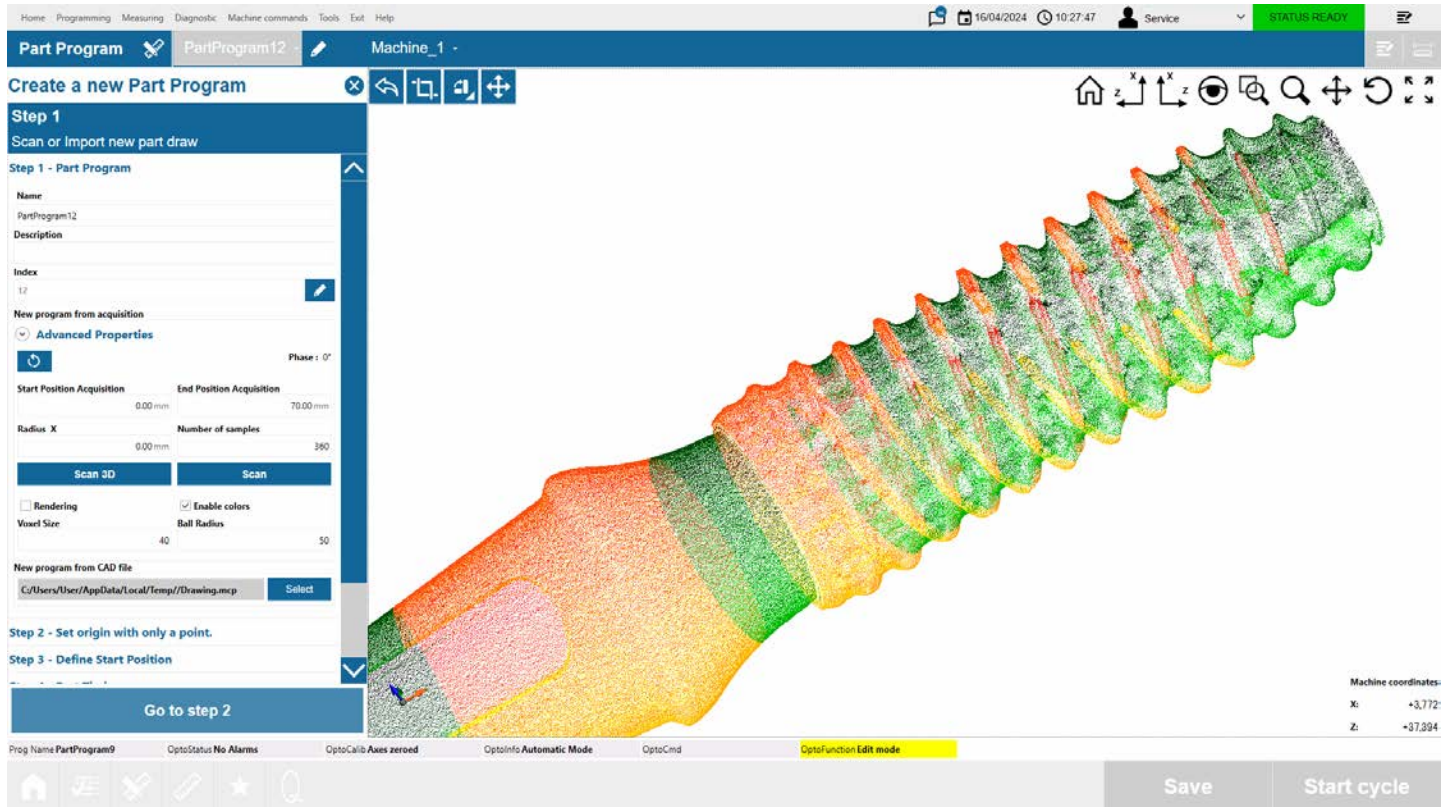 Home Programming Measuring Diagnostic Machine commands Tools Exit Help
16/04/2024 10:27:47 Service STATUS READY
Part Program PartProgram12 - Machine_1 -
Create a new Part Program
Step 1
Scan or Import new part draw
Step 1 - Part Program
Name
PartProgram12
Description
Index
12
New program from acquisition
Advanced Properties
Phase : 0°
Start Position Acquisition End Position Acquisition
0.00 mm 70.00 mm
Radius X Number of samples
0.00 mm 360
Scan 3D Scan
Rendering Enable colors
Voxel Size Ball Radius
40 50
New program from CAD file
C:/Users/User/AppData/Local/Temp//Drawing.mcp Select
Step 2 - Set origin with only a point.
Step 3 - Define Start Position
Go to step 2
X Z X Z
Machine coordinates
X: +3,772
Z: +37,394
Prog Name PartProgram9 OptoStatus No Alarms OptoCalib Axes zeroed OptoInfo Automatic Mode OptoCmd OptoFunction Edit mode
Save Start cycle